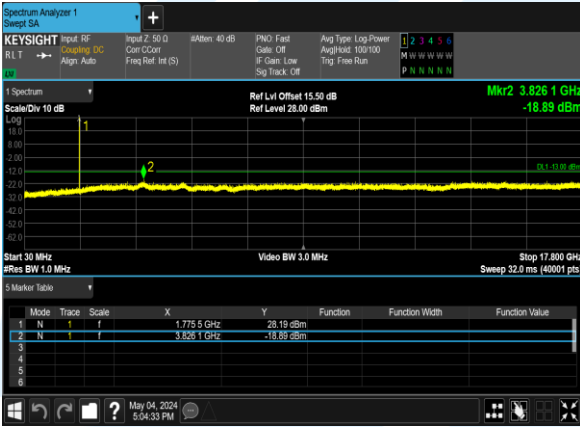 Spectrum Analyzer 1
Swept SA
KEYSIGHT Input: RF Input Z: 50 Ω #Atten: 40 dB PNO: Fast Avg Type: Log-Power 1 2 3 4 5 6
RLT Coupling: DC Corr CCorr Gate: Off Avg|Hold: 100/100 M W W W W W
Align: Auto Freq Ref: Int (S) IF Gain: Low Trig: Free Run P N N N N N
Sig Track: Off
1 Spectrum Ref Lvl Offset 15.50 dB Mkr2 3.826 1 GHz
Scale/Div 10 dB Ref Level 28.00 dBm -18.89 dBm
Log
18.0
8.00
-2.00
-12.0
-22.0
-32.0
-42.0
-52.0
-62.0
1
2
DL1 -13.00 dBm
Start 30 MHz Video BW 3.0 MHz Stop 17.800 GHz
#Res BW 1.0 MHz Sweep 32.0 ms (40001 pts
5 Marker Table
Mode Trace Scale X Y Function Function Width Function Value
1 N 1 f 1.775 5 GHz 28.19 dBm
2 N 1 f 3.826 1 GHz -18.89 dBm
3
4
5
6
? May 04, 2024
5:04:33 PM